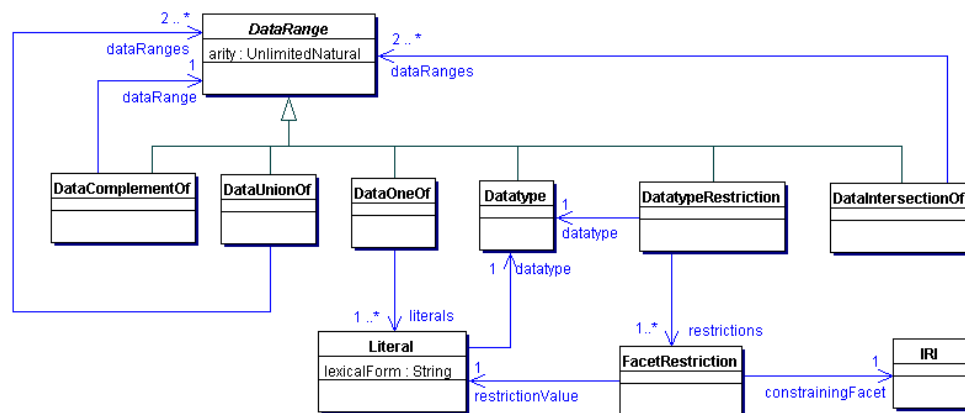 DataRange
2 .. *
dataRanges
arity : UnlimitedNatural
2 .. *
dataRanges
1
dataRange
DataComplementOf
DataUnionOf
DataOneOf
Datatype
DatatypeRestriction
DataIntersectionOf
1
datatype
1
datatype
1 ..*
literals
1..*
restrictions
Literal
lexicalForm : String
1
restrictionValue
FacetRestriction
1
constrainingFacet
IRI